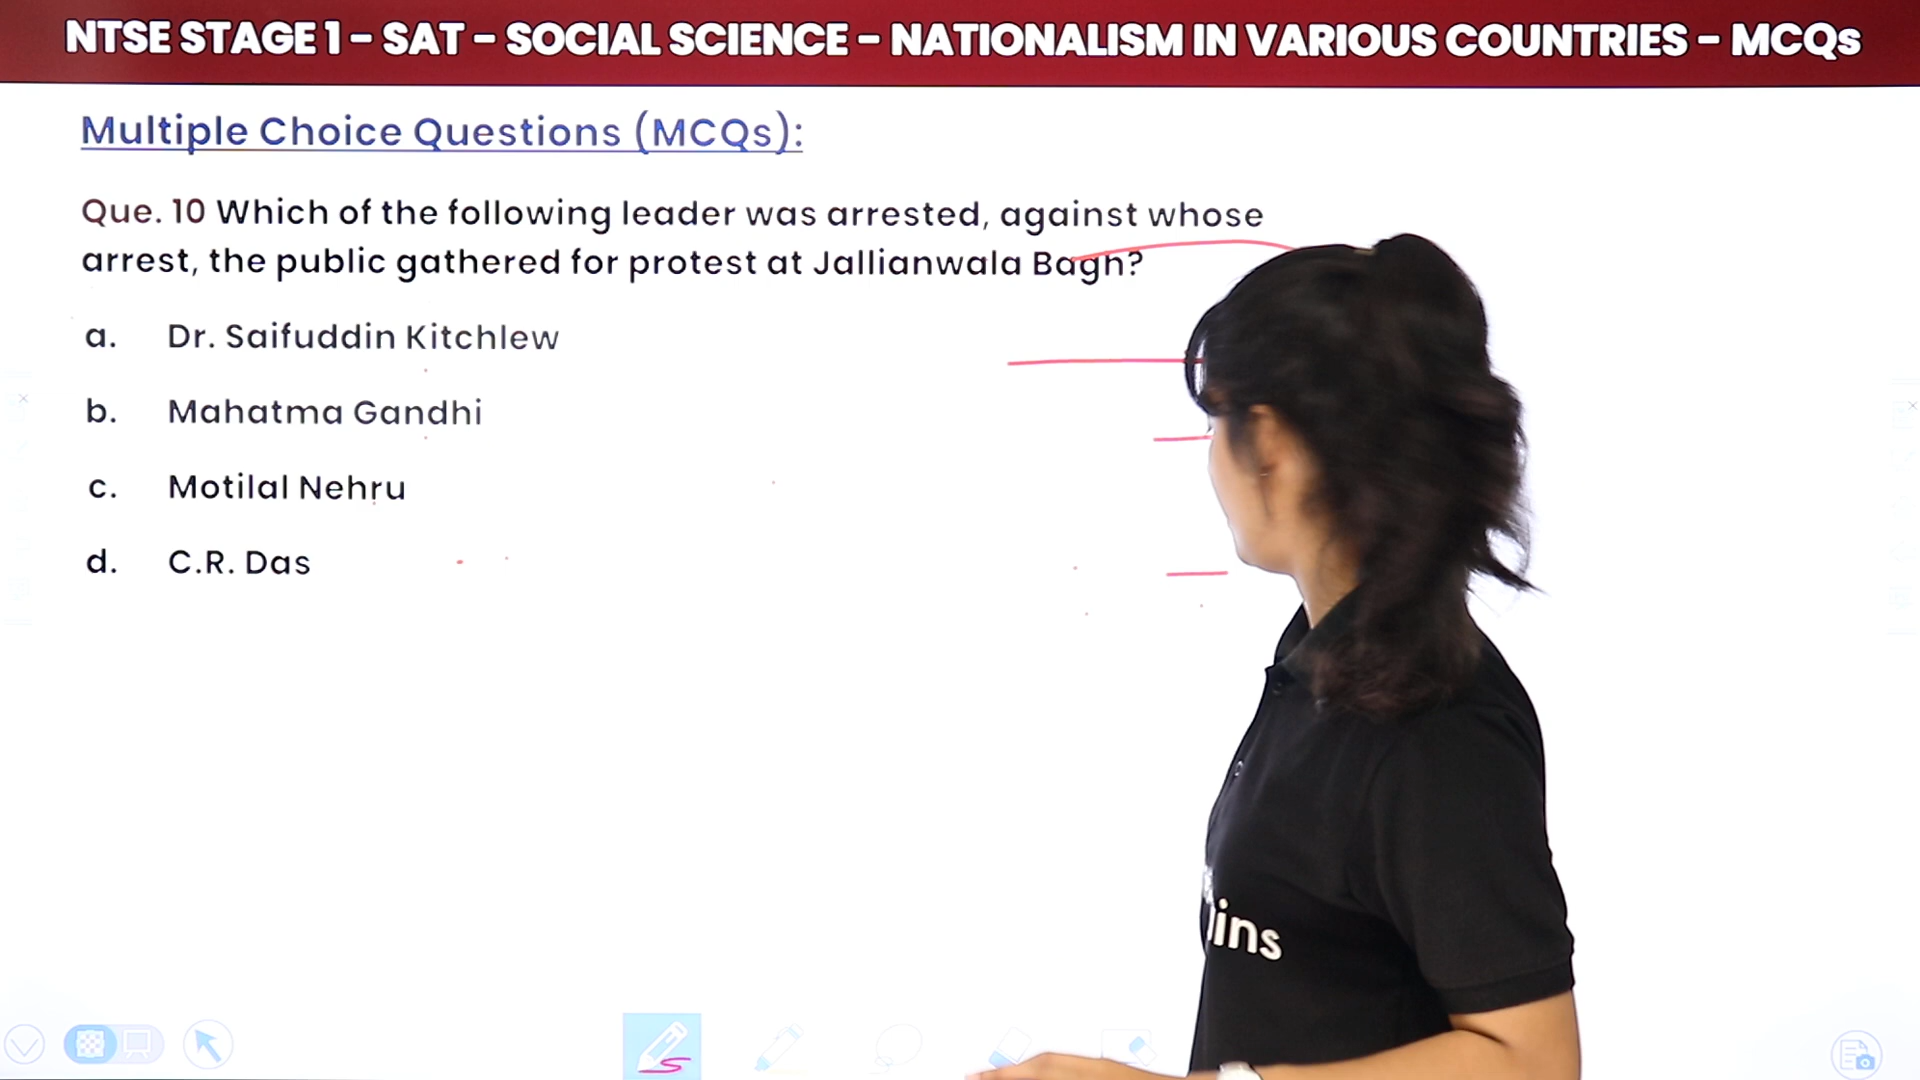 NTSE STAGE 1 – SAT – SOCIAL SCIENCE – NATIONALISM IN VARIOUS COUNTRIES – MCQs
Multiple Choice Questions (MCQs):
Que. 10 Which of the following leader was arrested, against whose
arrest, the public gathered for protest at Jallianwala Bagh?
a. Dr. Saifuddin Kitchlew
b. Mahatma Gandhi
c. Motilal Nehru
d. C.R. Das